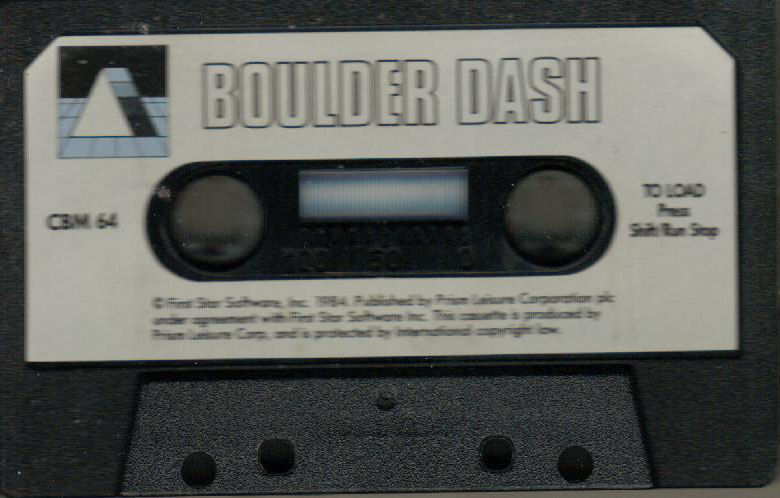 BOULDER DASH
CBM 64
TO LOAD
Press
Shift/Run Stop
© First Star Software, Inc. 1984. Published by Prism Leisure Corporation plc
under agreement with First Star Software Inc. This cassette is produced by
Prism Leisure Corp, and is protected by International copyright law.